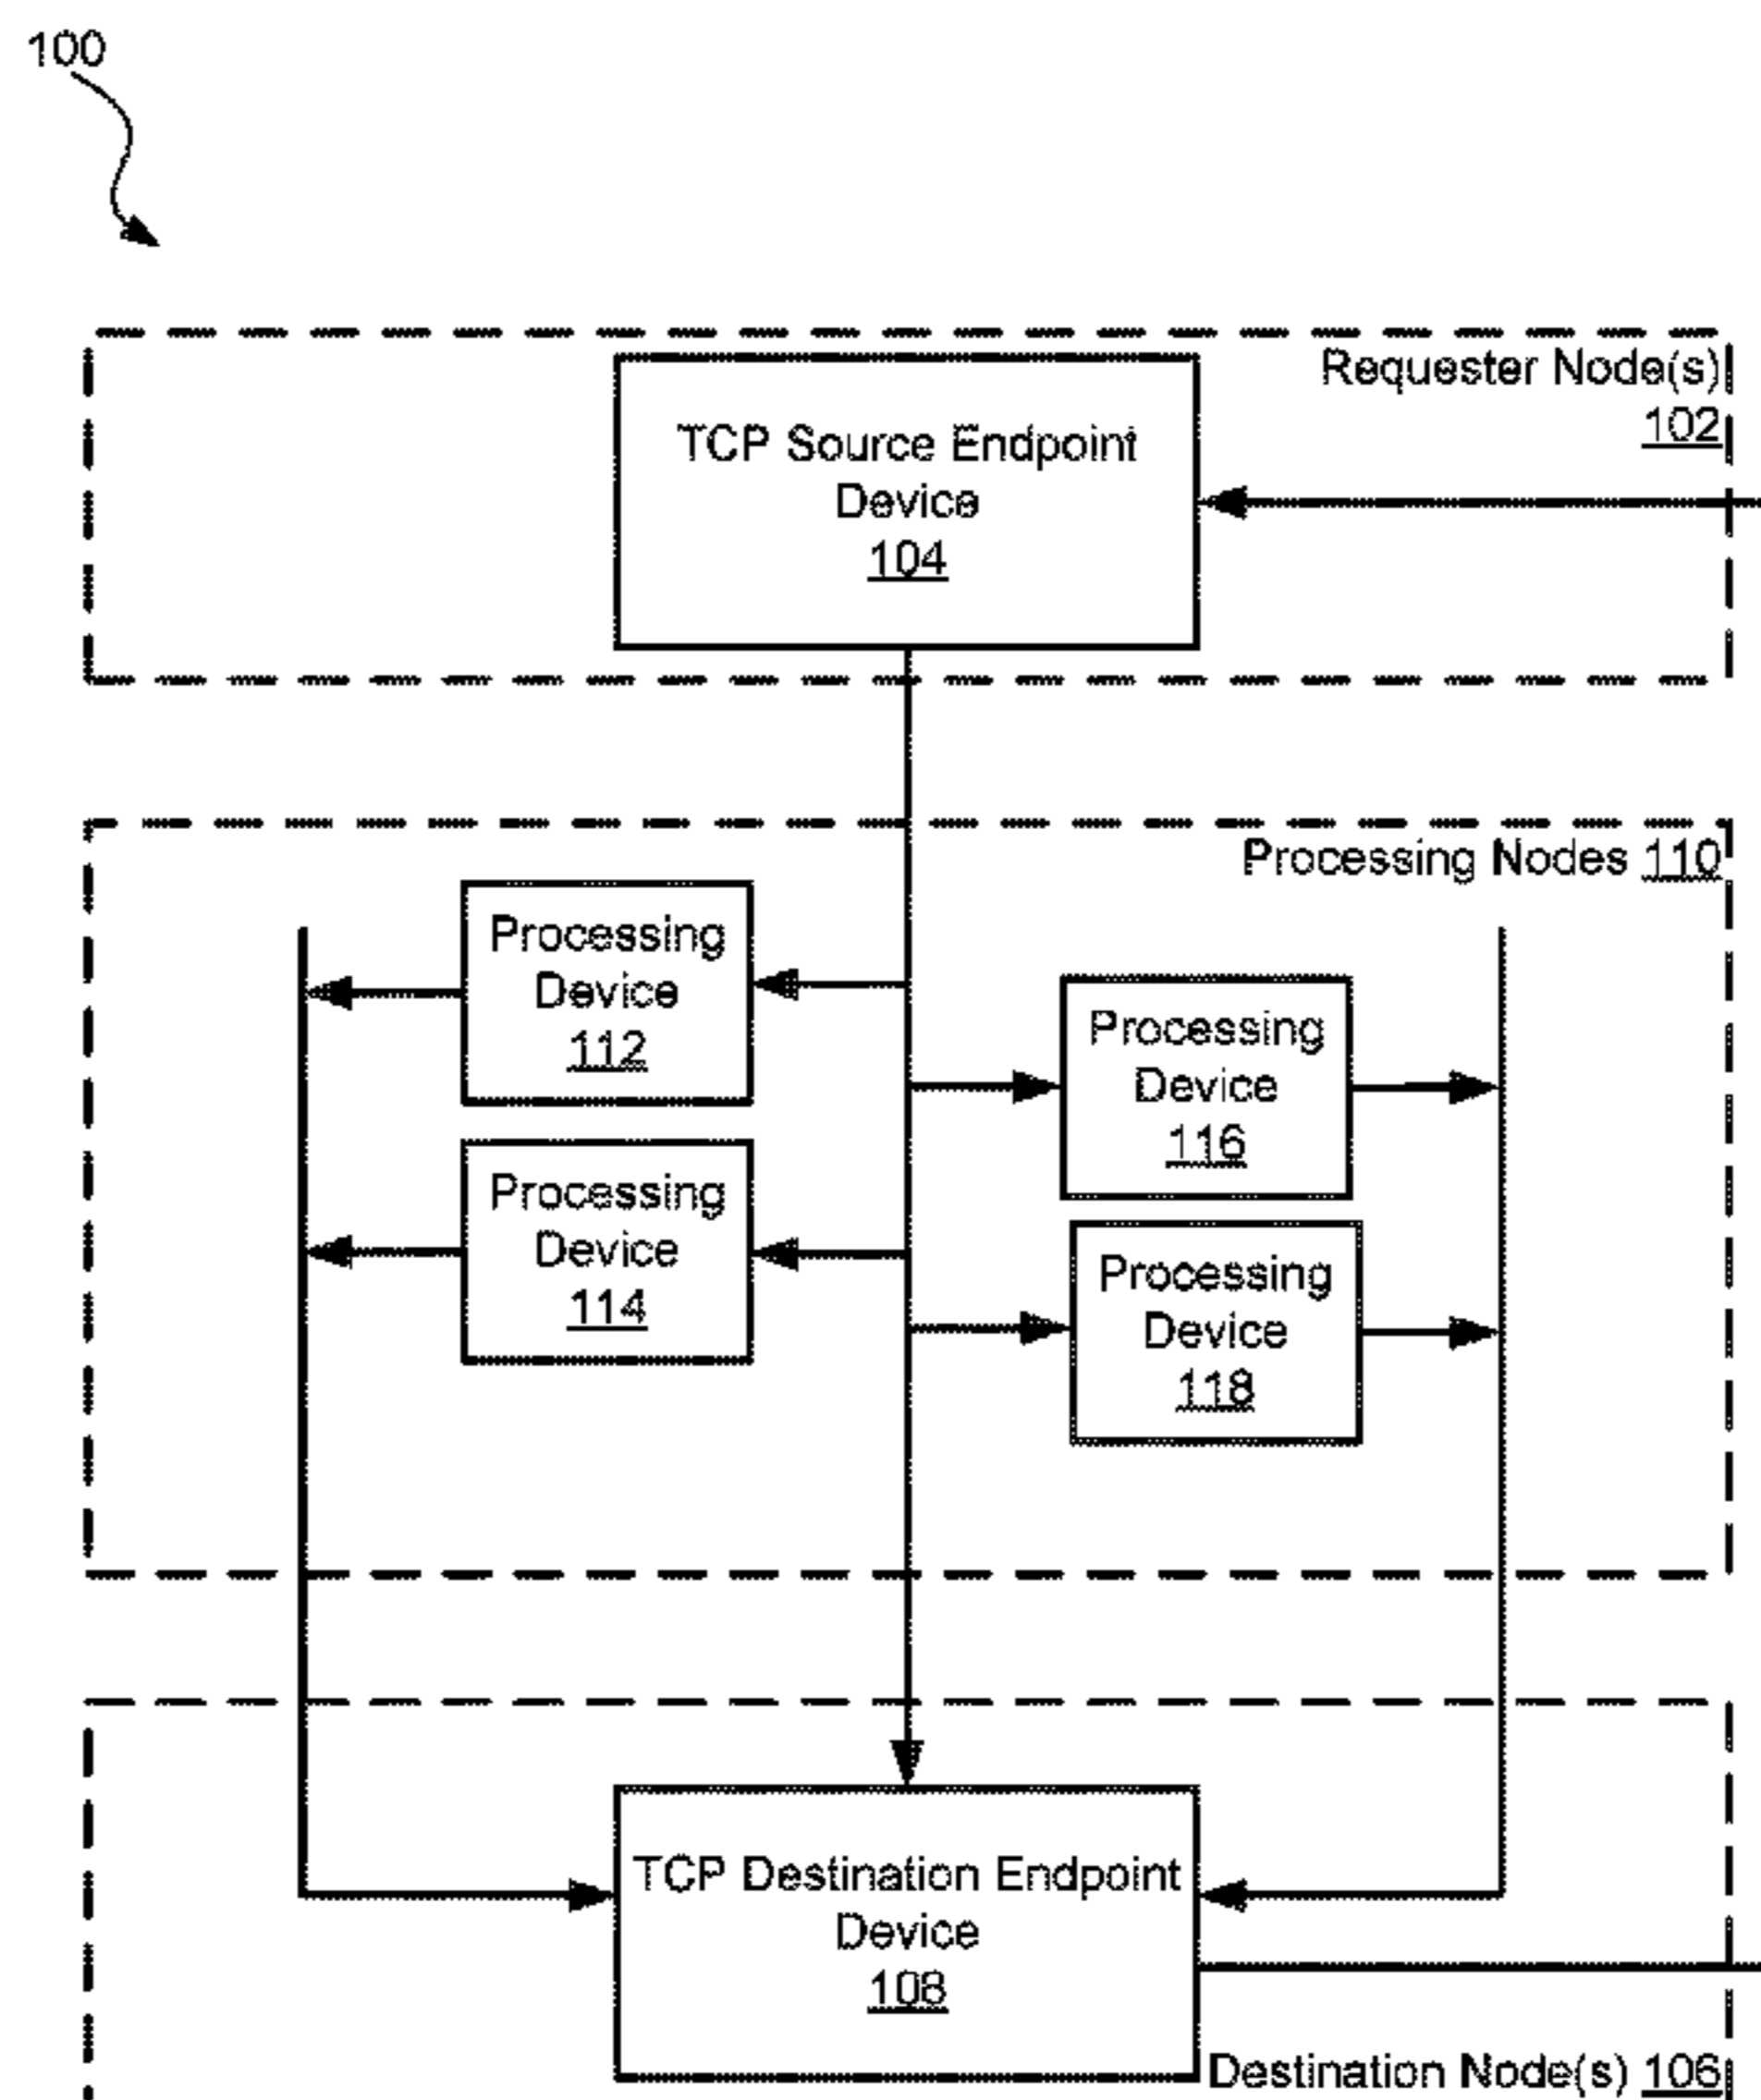 100
Requester Node(s)
102
TCP Source Endpoint
Device
104
Processing Nodes 110
Processing
Device
112
Processing
Device
116
Processing
Device
114
Processing
Device
118
TCP Destination Endpoint
Device
108
Destination Node(s) 106